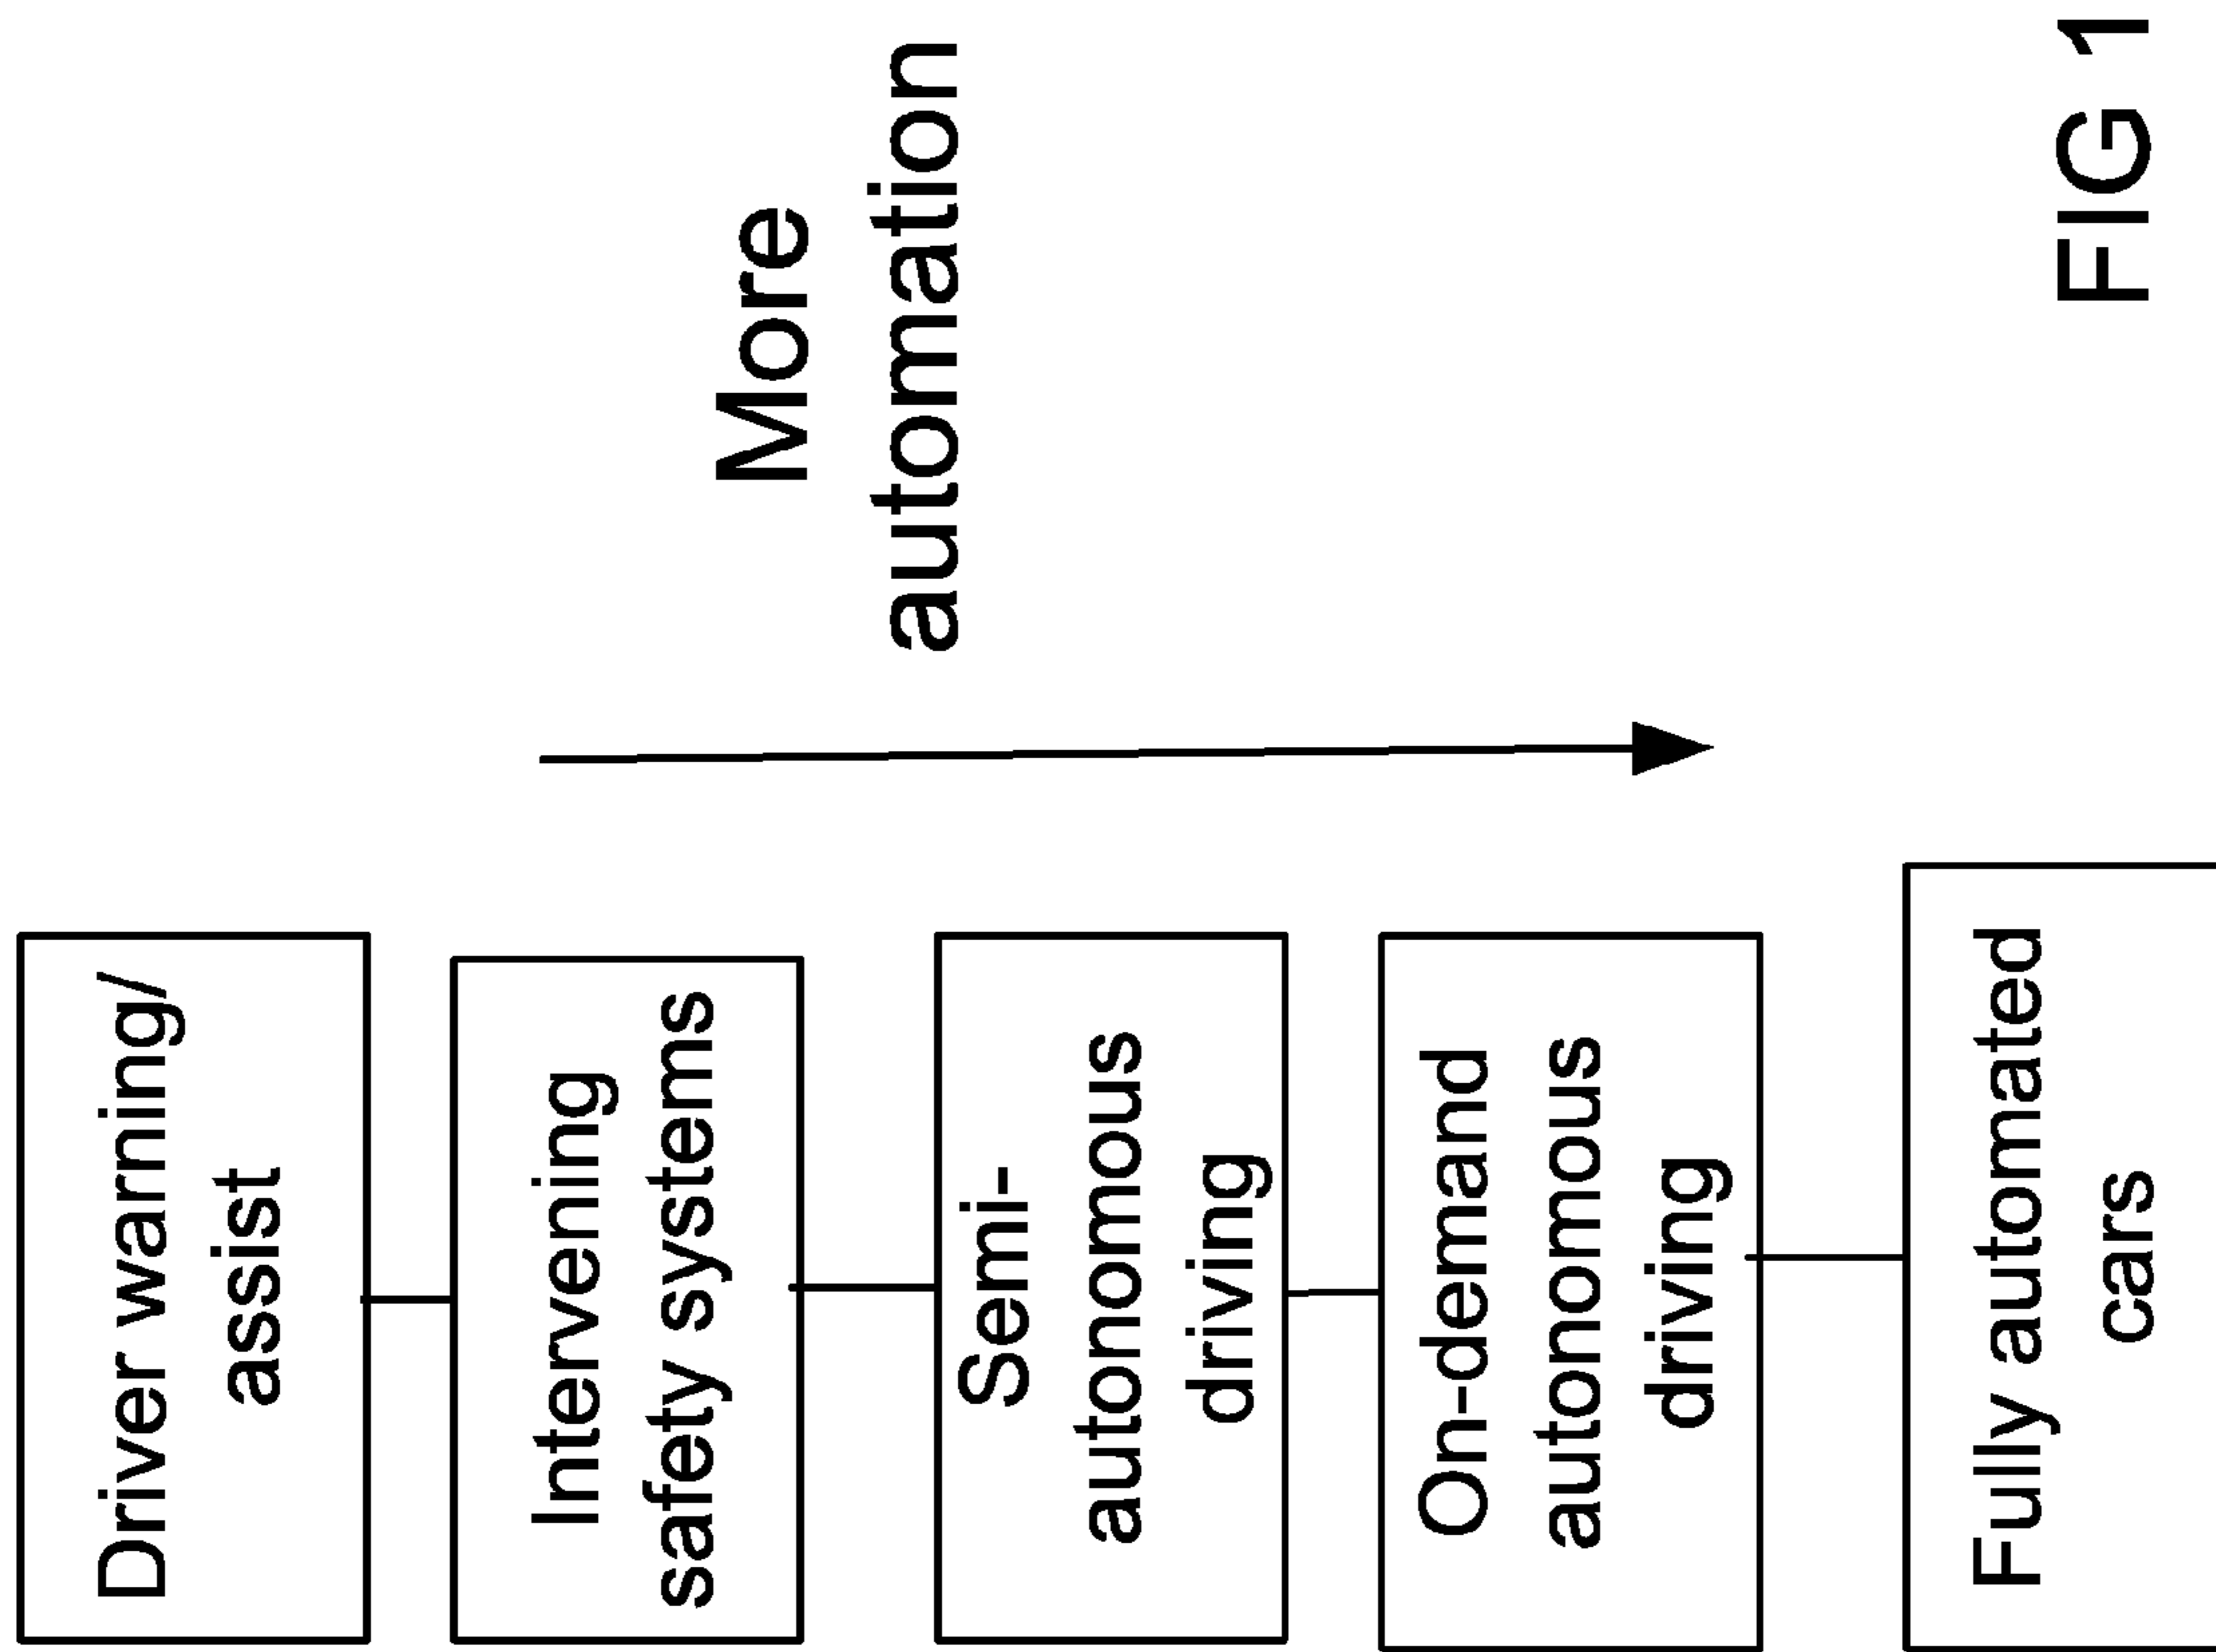 Driver warning/
assist
Intervening
safety systems
Semi-
autonomous
driving
On-demand
autonomous
driving
Fully automated
cars
More
automation
FIG 1